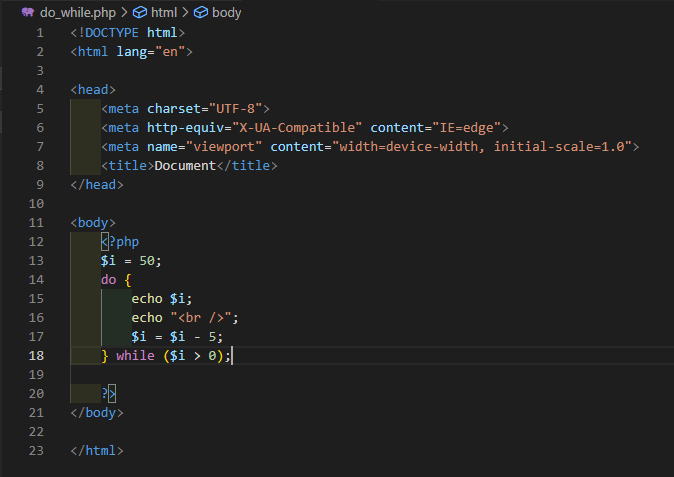 do_while.php > html > body
1 <!DOCTYPE html>
2 <html lang="en">
3
4 <head>
5     <meta charset="UTF-8">
6     <meta http-equiv="X-UA-Compatible" content="IE=edge">
7     <meta name="viewport" content="width=device-width, initial-scale=1.0">
8     <title>Document</title>
9 </head>
10
11 <body>
12     <?php
13     $i = 50;
14     do {
15         echo $i;
16         echo "<br />";
17         $i = $i - 5;
18     } while ($i > 0);
19
20     ?>
21 </body>
22
23 </html>